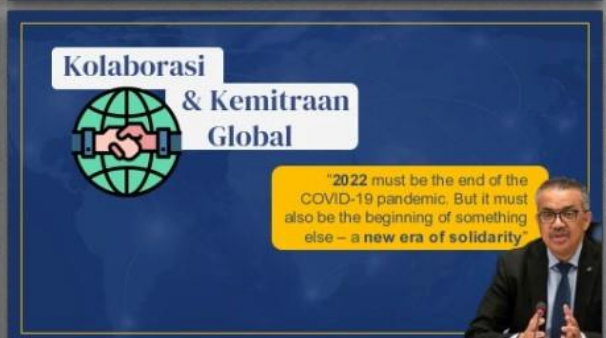 Kolaborasi
& Kemitraan
Global
"2022 must be the end of the
COVID-19 pandemic. But it must
also be the beginning of something
else – a new era of solidarity"